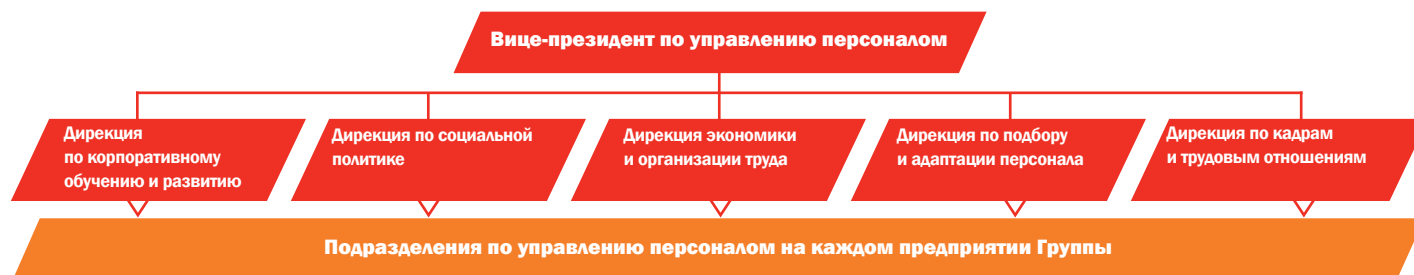 Вице-президент по управлению персоналом
Дирекция
по корпоративному
обучению и развитию
Дирекция по социальной
политике
Дирекция экономики
и организации труда
Дирекция по подбору
и адаптации персонала
Дирекция по кадрам
и трудовым отношениям
Подразделения по управлению персоналом на каждом предприятии Группы